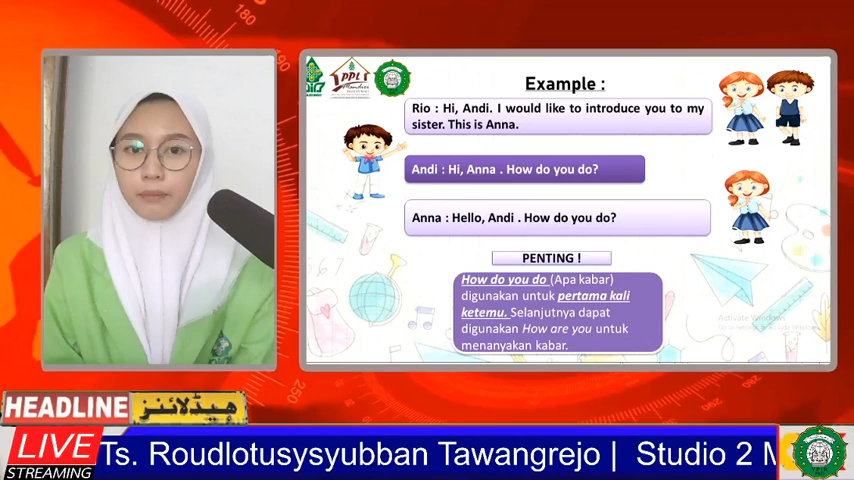 PPL
Example :
Rio : Hi, Andi. I would like to introduce you to my
sister. This is Anna.
Andi : Hi, Anna . How do you do?
Anna : Hello, Andi . How do you do?
PENTING !
How do you do (Apa kabar)
digunakan untuk pertama kali
ketemu. Selanjutnya dapat
digunakan How are you untuk
menanyakan kabar.
Activate Windows
HEADLINE ہیڈلائنز
LIVE
STREAMING
Ts. Roudlotusysyubban Tawangrejo | Studio 2 M